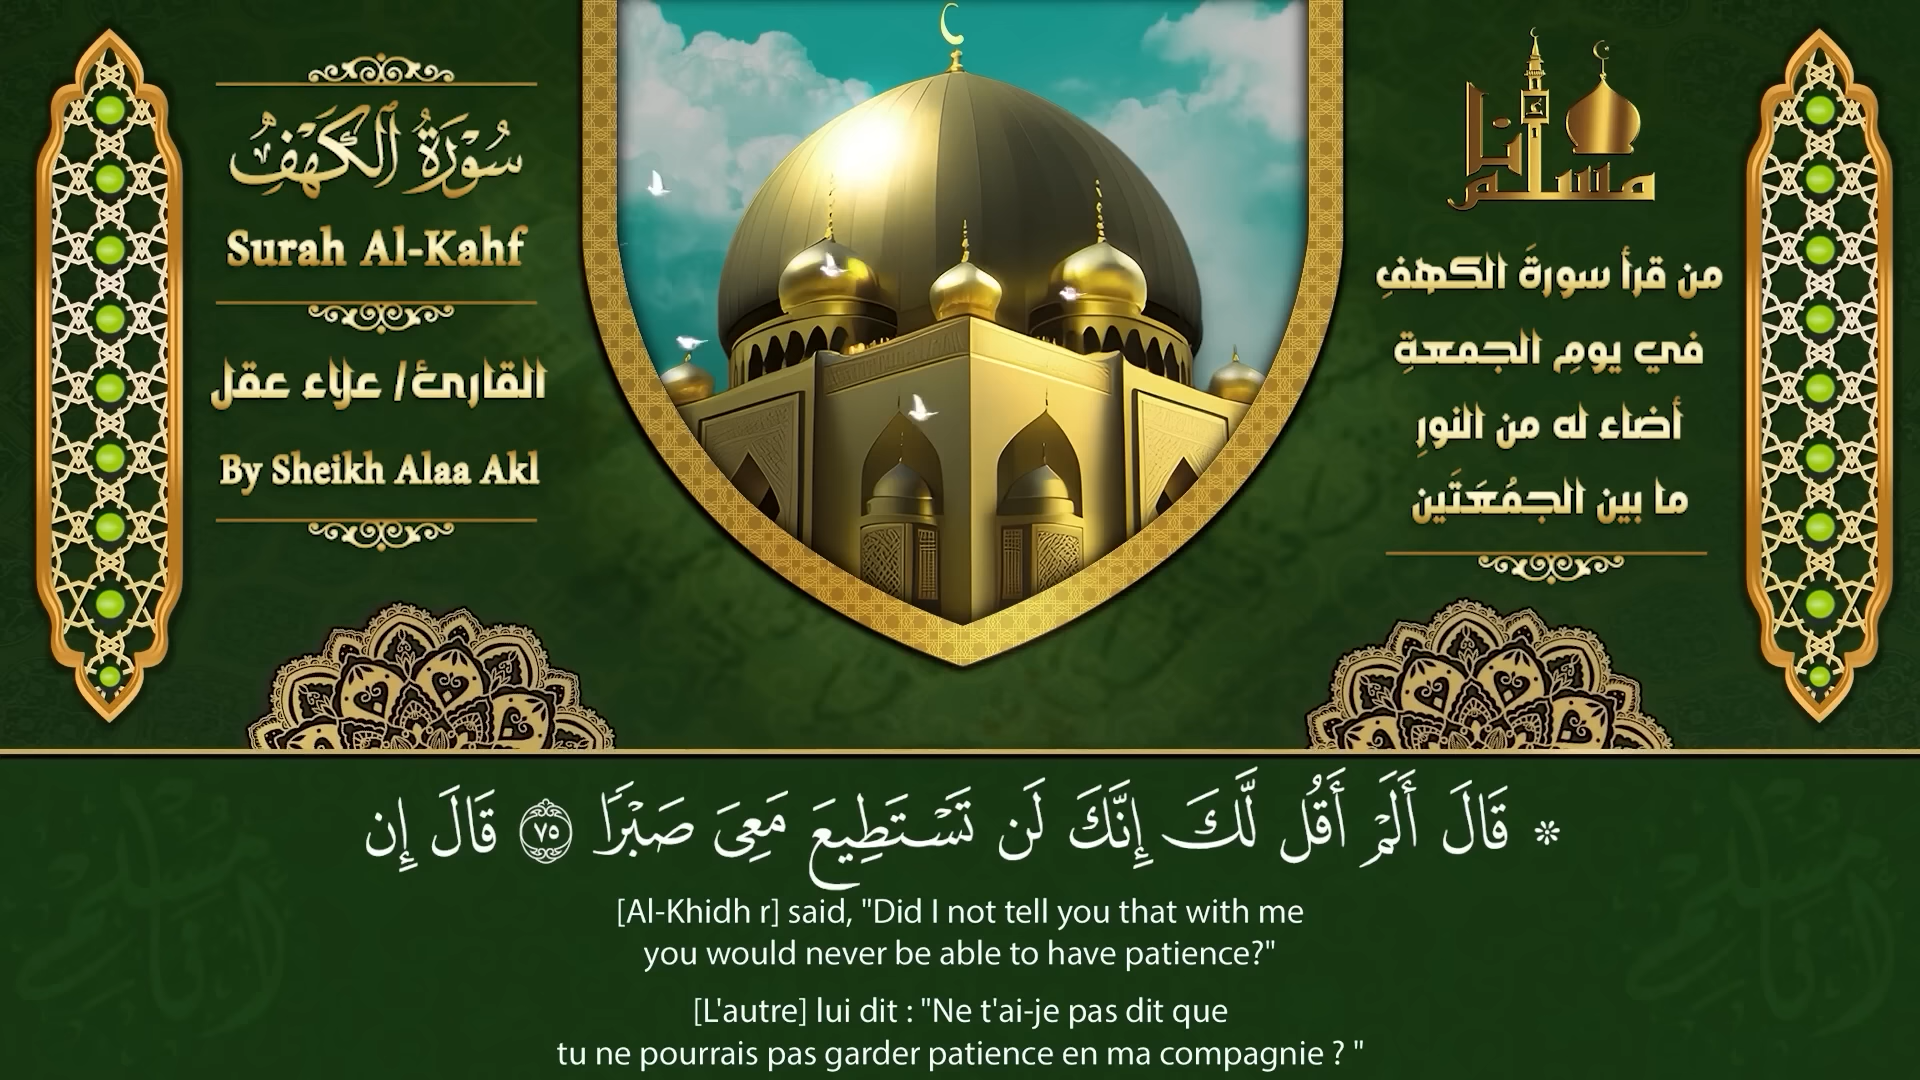 سُورَةُ الكَهْفِ
Surah Al-Kahf
القارئ/ علاء عقل
By Sheikh Alaa Akl
أنا
مسلم
من قرأ سورةَ الكهفِ
في يومِ الجمعةِ
أضاء له من النورِ
ما بين الجمُعَتَين
* قَالَ أَلَمْ أَقُل لَّكَ إِنَّكَ لَن تَسْتَطِيعَ مَعِىَ صَبْرًا ٧٥ قَالَ إِن
[Al-Khidh r] said, "Did I not tell you that with me
you would never be able to have patience?"
[L'autre] lui dit : "Ne t'ai-je pas dit que
tu ne pourrais pas garder patience en ma compagnie ? "